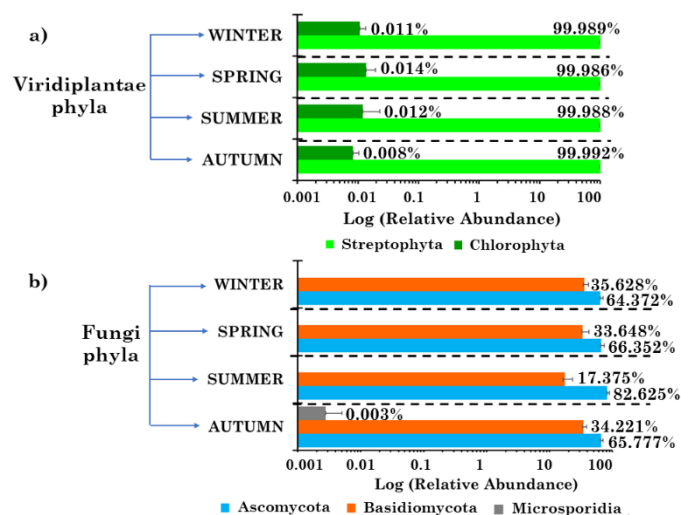 a)
Viridiplantae
phyla
WINTER
0.011%
99.989%
SPRING
0.014%
99.986%
SUMMER
0.012%
99.988%
AUTUMN
0.008%
99.992%
0.001 0.01 0.1 1 10 100
Log (Relative Abundance)
Streptophyta Chlorophyta
b)
Fungi
phyla
WINTER
35.628%
64.372%
SPRING
33.648%
66.352%
SUMMER
17.375%
82.625%
0.003%
AUTUMN
34.221%
65.777%
0.001 0.01 0.1 1 10 100
Log (Relative Abundance)
Ascomycota Basidiomycota Microsporidia